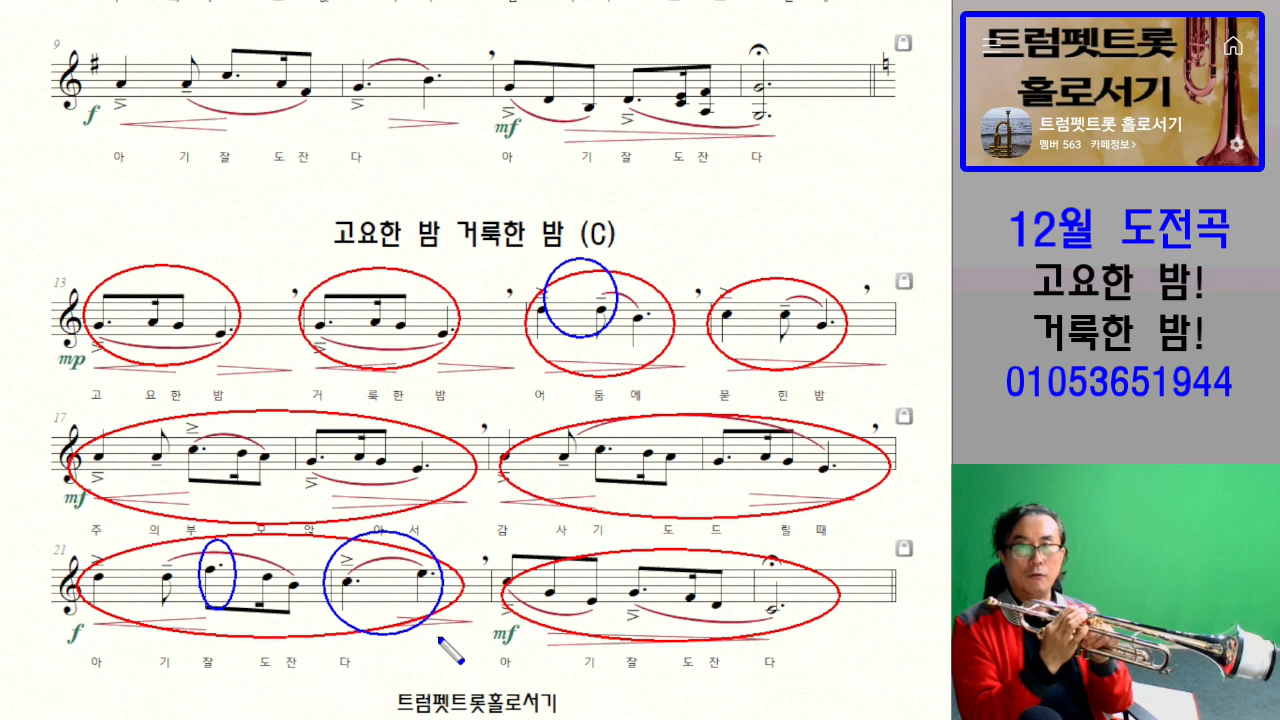 9
f
mf
아 기 잘 도 잔 다 아 기 잘 도 잔 다
고요한 밤 거룩한 밤 (C)
13
mp
고 요 한 밤 거 룩 한 밤 어 둠 에 묻 힌 밤
17
mf
주 의 부 모 앉 아 서 감 사 기 도 드 릴 때
21
f
mf
아 기 잘 도 잔 다 아 기 잘 도 잔 다
트럼펫트롯홀로서기
트럼펫트롯
홀로서기
트럼펫트롯 홀로서기
멤버 563 카페정보 >
12월 도전곡
고요한 밤!
거룩한 밤!
01053651944